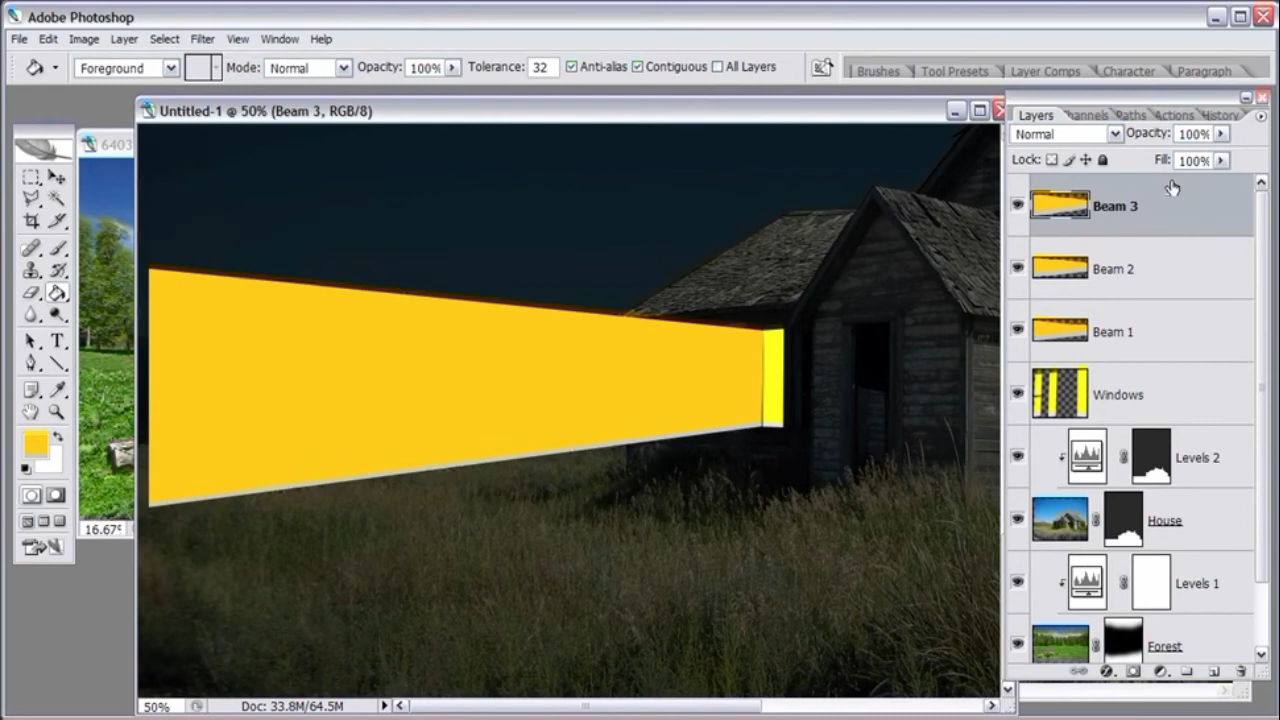 Adobe Photoshop
File Edit Image Layer Select Filter View Window Help
Foreground Mode: Normal Opacity: 100% Tolerance: 32 Anti-alias Contiguous All Layers Brushes Tool Presets Layer Comps Character Paragraph
6403
Untitled-1 @ 50% (Beam 3, RGB/8)
Layers Channels Paths Actions History
Normal Opacity: 100%
Lock: Fill: 100%
Beam 3
Beam 2
Beam 1
Windows
Levels 2
House
Levels 1
Forest
16.67%
50% Doc: 33.8M/64.5M